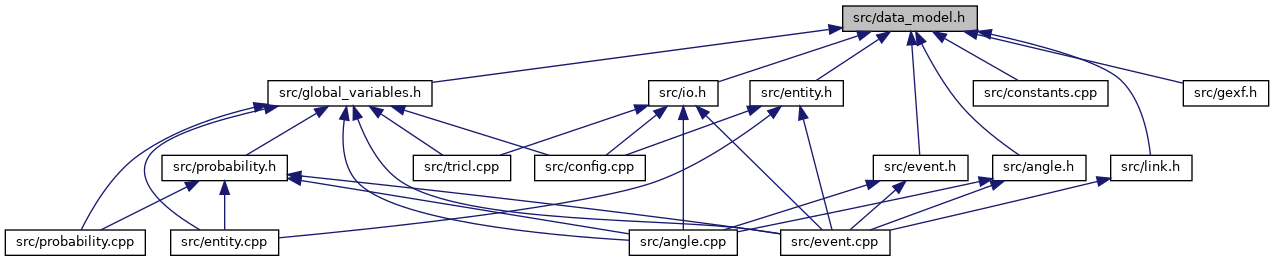 src/data_model.h
src/global_variables.h
src/io.h
src/entity.h
src/constants.cpp
src/gexf.h
src/probability.h
src/tricl.cpp
src/config.cpp
src/event.h
src/angle.h
src/link.h
src/probability.cpp
src/entity.cpp
src/angle.cpp
src/event.cpp